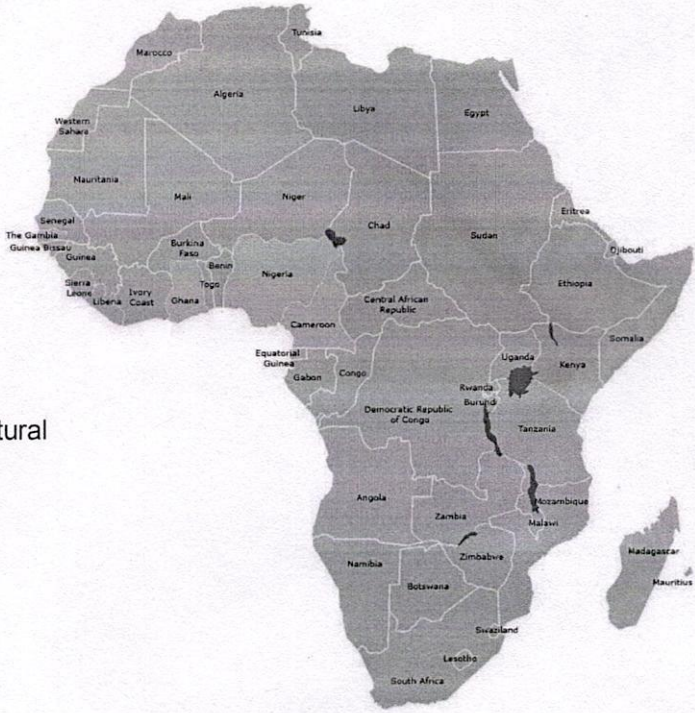 Tunisia
Marocco
Algeria
Libya
Egypt
Western
Sahara
Mauritania
Mali
Niger
Chad
Sudan
Eritrea
Senegal
The Gambia
Guinea Bissau
Guinea
Burkina
Faso
Benin
Nigeria
Djibouti
Sierra
Leone
Liberia
Ivory
Coast
Ghana
Togo
Ethiopia
Central African
Republic
Cameroon
Somalia
Equatorial
Guinea
Gabon
Congo
Uganda
Kenya
Rwanda
Burundi
Democratic Republic
of Congo
Tanzania
tural
Angola
Zambia
Mozambique
Malawi
Zimbabwe
Namibia
Botswana
Madagascar
Mauritius
Swaziland
Lesotho
South Africa